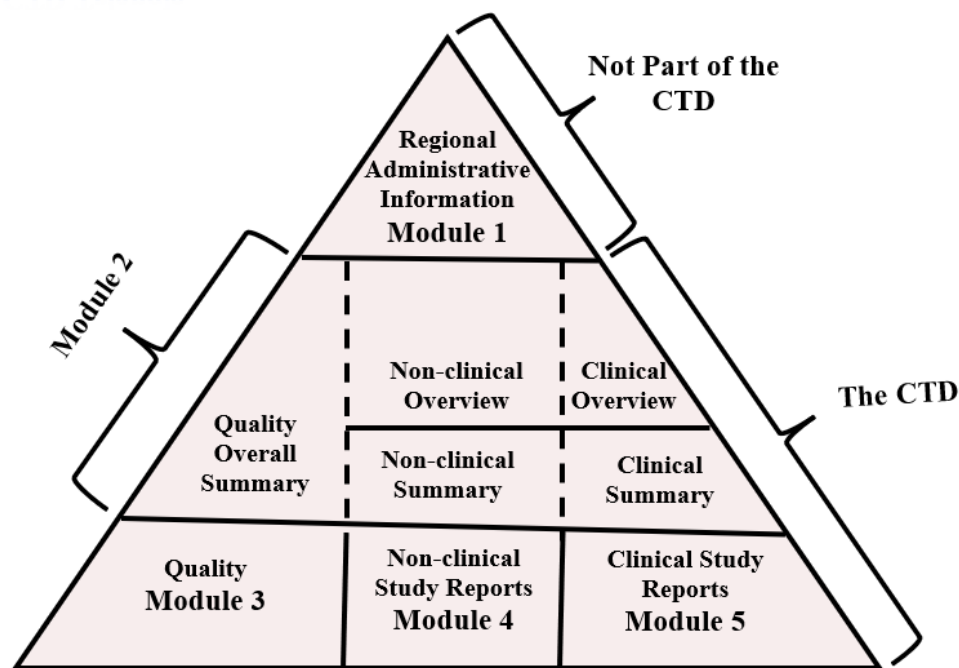 Not Part of the
CTD
Regional
Administrative
Information
Module 1
Module 2
The CTD
Non-clinical
Overview
Clinical
Overview
Quality
Overall
Summary
Non-clinical
Summary
Clinical
Summary
Quality
Module 3
Non-clinical
Study Reports
Module 4
Clinical Study
Reports
Module 5